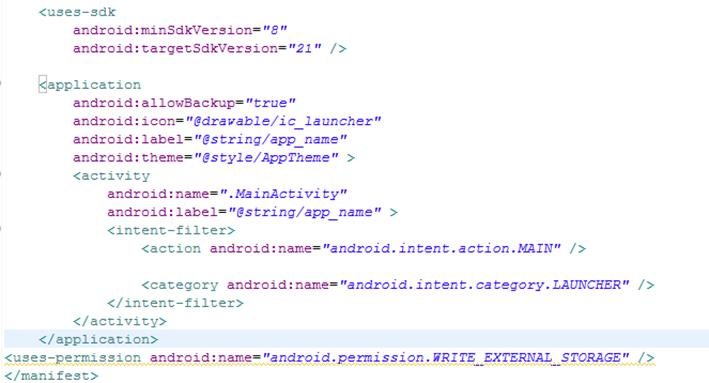 <uses-sdk
android:minSdkVersion="8"
android:targetSdkVersion="21" />
<application
android:allowBackup="true"
android:icon="@drawable/ic_launcher"
android:label="@string/app_name"
android:theme="@style/AppTheme" >
<activity
android:name=".MainActivity"
android:label="@string/app_name" >
<intent-filter>
<action android:name="android.intent.action.MAIN" />
<category android:name="android.intent.category.LAUNCHER" />
</intent-filter>
</activity>
</application>
<uses-permission android:name="android.permission.WRITE_EXTERNAL_STORAGE" />
</manifest>